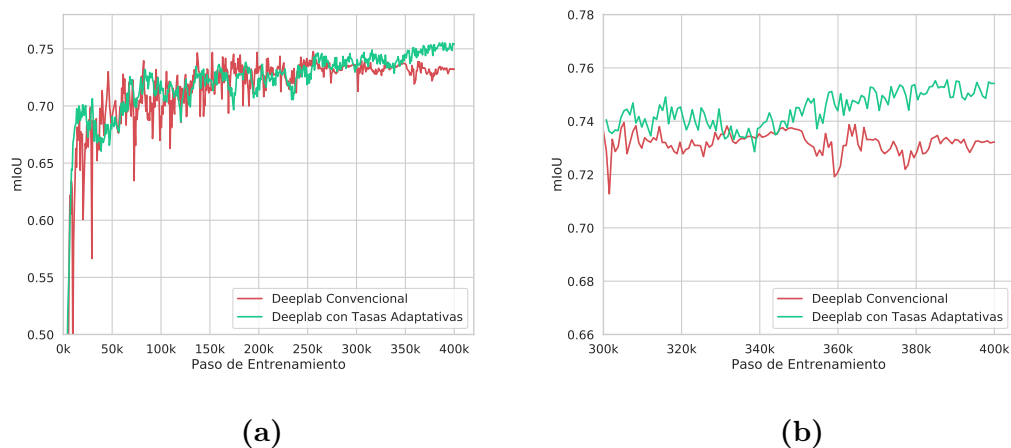 0.75
0.70
0.65
0.60
0.55
0.50
mIoU
0k 50k 100k 150k 200k 250k 300k 350k 400k
Paso de Entrenamiento
Deeplab Convencional
Deeplab con Tasas Adaptativas
(a)
0.78
0.76
0.74
0.72
0.70
0.68
0.66
mIoU
300k 320k 340k 360k 380k 400k
Paso de Entrenamiento
Deeplab Convencional
Deeplab con Tasas Adaptativas
(b)